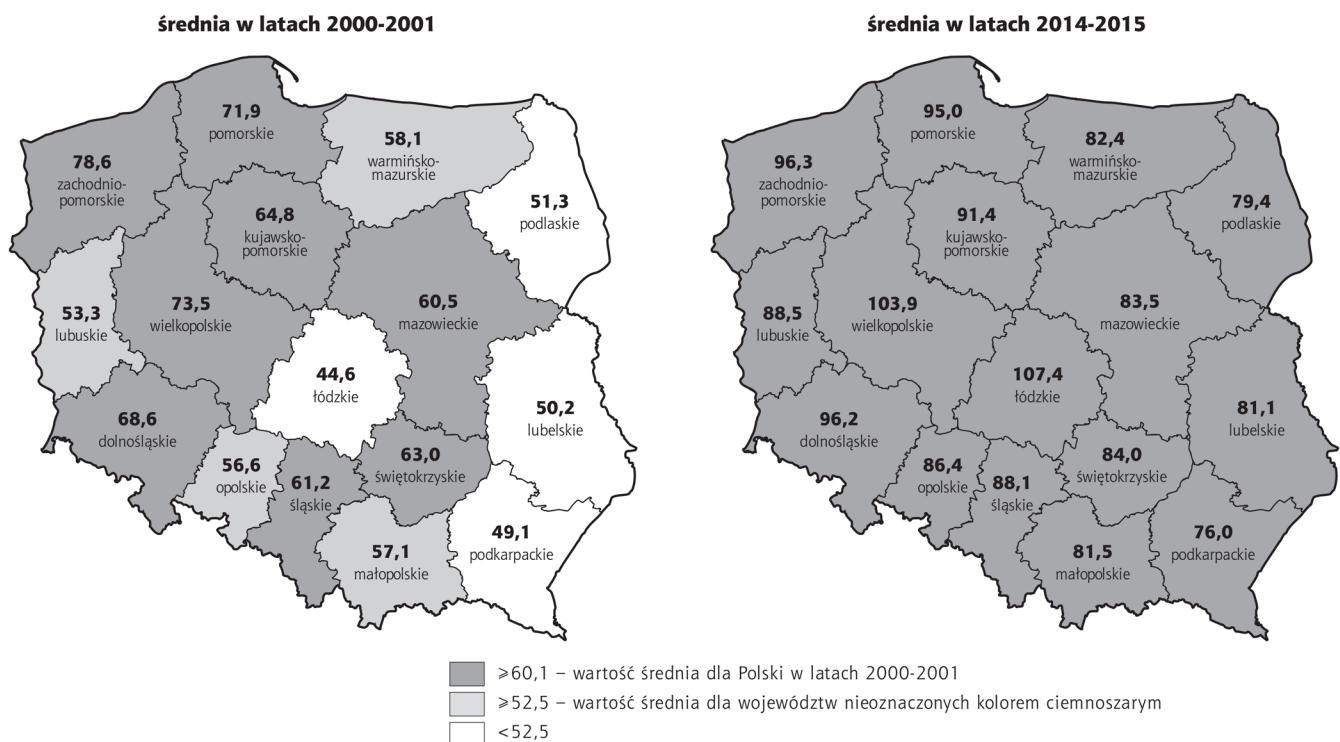 średnia w latach 2000-2001
71,9
pomorskie
58,1
warmińsko-
mazurskie
78,6
zachodnio-
pomorskie
51,3
podlaskie
64,8
kujawsko-
pomorskie
53,3
lubuskie
73,5
wielkopolskie
60,5
mazowieckie
44,6
łódzkie
50,2
lubelskie
68,6
dolnośląskie
56,6
opolskie
61,2
śląskie
63,0
świętokrzyskie
57,1
małopolskie
49,1
podkarpackie
średnia w latach 2014-2015
95,0
pomorskie
82,4
warmińsko-
mazurskie
96,3
zachodnio-
pomorskie
79,4
podlaskie
91,4
kujawsko-
pomorskie
88,5
lubuskie
103,9
wielkopolskie
83,5
mazowieckie
107,4
łódzkie
81,1
lubelskie
96,2
dolnośląskie
86,4
opolskie
88,1
śląskie
84,0
świętokrzyskie
81,5
małopolskie
76,0
podkarpackie
⩾60,1 – wartość średnia dla Polski w latach 2000-2001
⩾52,5 – wartość średnia dla województw nieoznaczonych kolorem ciemnoszarym
<52,5